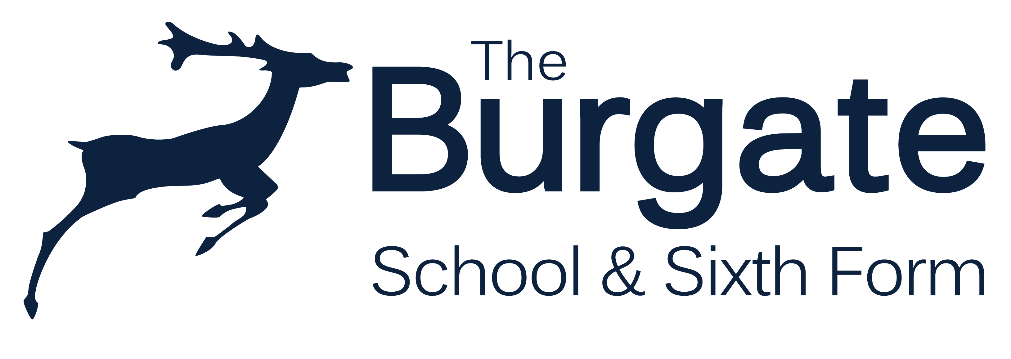 The
Burgate
School & Sixth Form